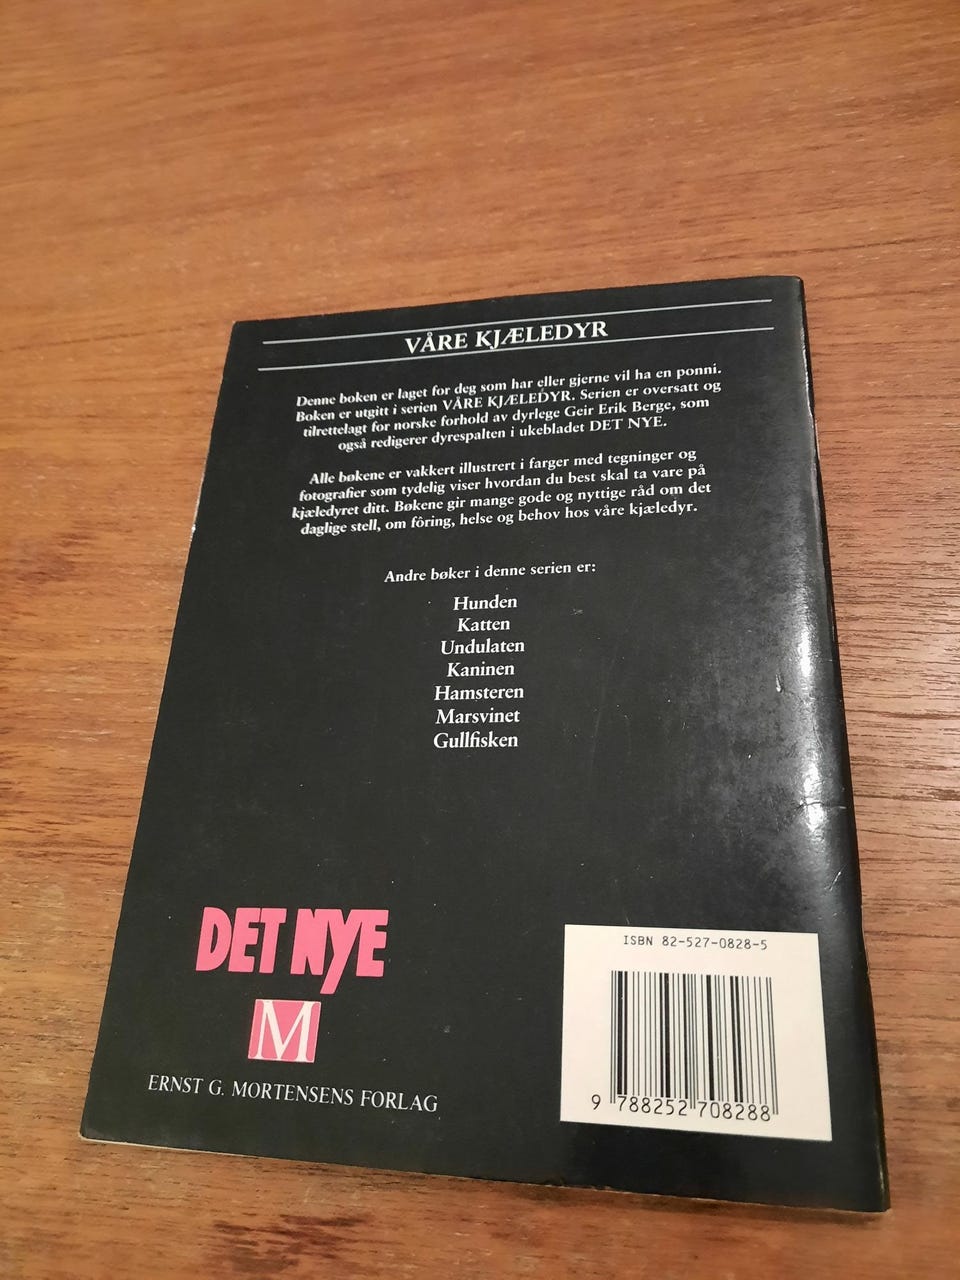 VÅRE KJÆLEDYR
Denne boken er laget for deg som har eller gjerne vil ha en ponni.
Boken er utgitt i serien VÅRE KJÆLEDYR. Serien er oversatt og
tilrettelagt for norske forhold av dyrlege Geir Erik Berge, som
også redigerer dyrespalten i ukebladet DET NYE.
Alle bøkene er vakkert illustrert i farger med tegninger og
fotografier som tydelig viser hvordan du best skal ta vare på
kjæledyret ditt. Bøkene gir mange gode og nyttige råd om det
daglige stell, om fôring, helse og behov hos våre kjæledyr.
Andre bøker i denne serien er:
Hunden
Katten
Undulaten
Kaninen
Hamsteren
Marsvinet
Gullfisken
DET NYE
M
ERNST G. MORTENSENS FORLAG
ISBN 82-527-0828-5
9 788252 708288